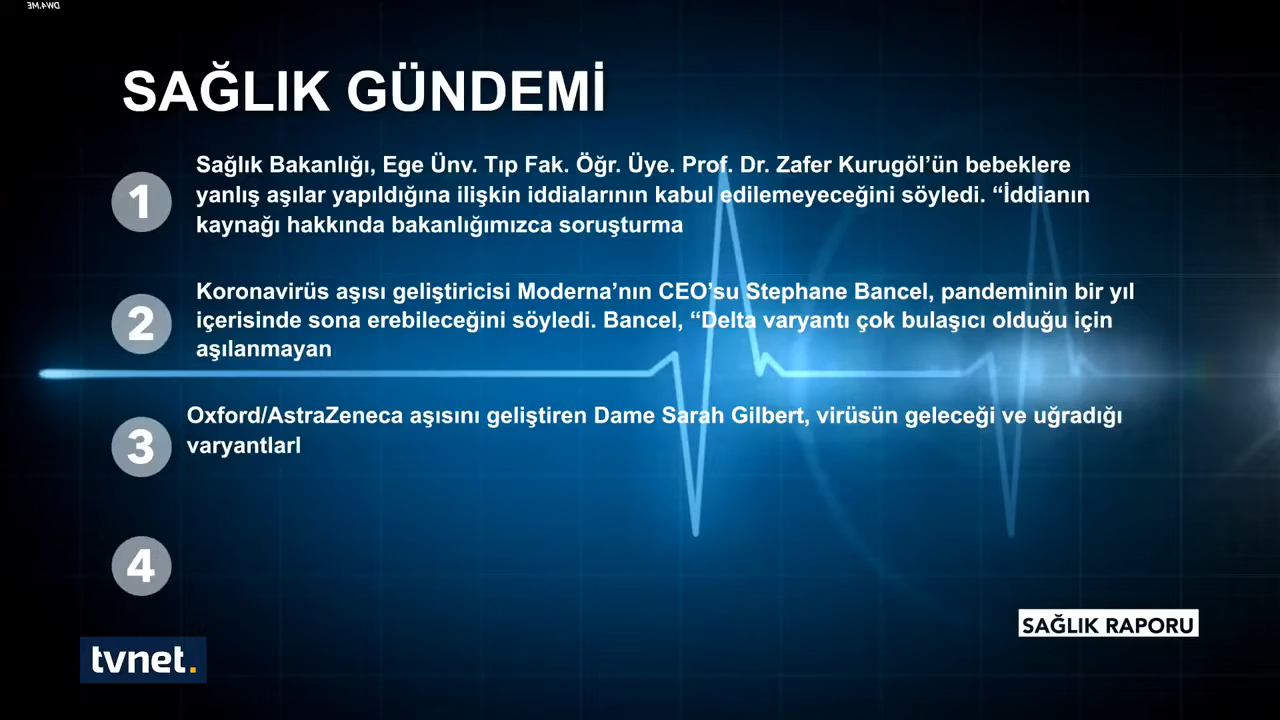 DW4.ME
SAĞLIK GÜNDEMİ
1
Sağlık Bakanlığı, Ege Ünv. Tıp Fak. Öğr. Üye. Prof. Dr. Zafer Kurugöl’ün bebeklere
yanlış aşılar yapıldığına ilişkin iddialarının kabul edilemeyeceğini söyledi. “İddianın
kaynağı hakkında bakanlığımızca soruşturma
2
Koronavirüs aşısı geliştiricisi Moderna’nın CEO’su Stephane Bancel, pandeminin bir yıl
içerisinde sona erebileceğini söyledi. Bancel, “Delta varyantı çok bulaşıcı olduğu için
aşılanmayan
3
Oxford/AstraZeneca aşısını geliştiren Dame Sarah Gilbert, virüsün geleceği ve uğradığı
varyantlarI
4
SAĞLIK RAPORU
tvnet.